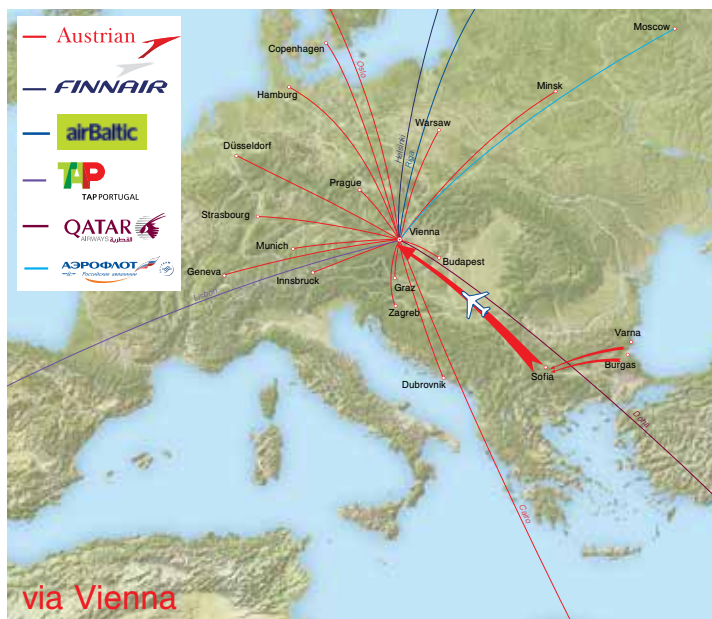 Austrian
FINNAIR
airBaltic
TAP
TAP PORTUGAL
QATAR
AIRWAYS القطرية
АЭРОФЛОТ
Российские авиалинии
Copenhagen
Oslo
Moscow
Hamburg
Minsk
Warsaw
Düsseldorf
Helsinki
Riga
Prague
Strasbourg
Vienna
Munich
Budapest
Geneva
Innsbruck
Graz
Lisbon
Zagreb
Varna
Burgas
Sofia
Dubrovnik
Doha
Cairo
via Vienna